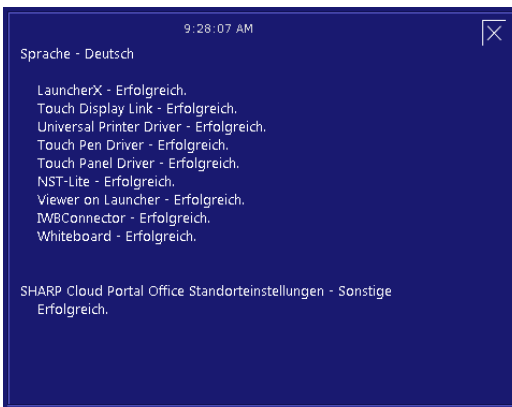 9:28:07 AM
Sprache - Deutsch
LauncherX - Erfolgreich.
Touch Display Link - Erfolgreich.
Universal Printer Driver - Erfolgreich.
Touch Pen Driver - Erfolgreich.
Touch Panel Driver - Erfolgreich.
NST-Lite - Erfolgreich.
Viewer on Launcher - Erfolgreich.
IWBConnector - Erfolgreich.
Whiteboard - Erfolgreich.
SHARP Cloud Portal Office Standorteinstellungen - Sonstige
Erfolgreich.